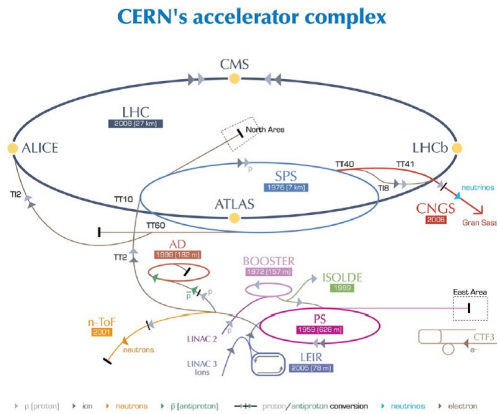 CERN's accelerator complex
CMS
LHC
2008 (27 km)
North Area
ALICE
LHCb
TT40
TT41
SPS
1976 (7 km)
TI8
TI2
TT10
ATLAS
neutrinos
CNGS
2006
Gran Sasso
TT60
AD
1999 (182 m)
TT2
BOOSTER
1972 (157 m)
ISOLDE
1989
East Area
n-ToF
2001
PS
1959 (628 m)
LINAC 2
CTF3
e-
neutrons
LINAC 3
Ions
LEIR
2005 (78 m)
p
p
p̄
p
p (proton)
ion
neutrons
p̄ (antiproton)
proton/antiproton conversion
neutrinos
electron